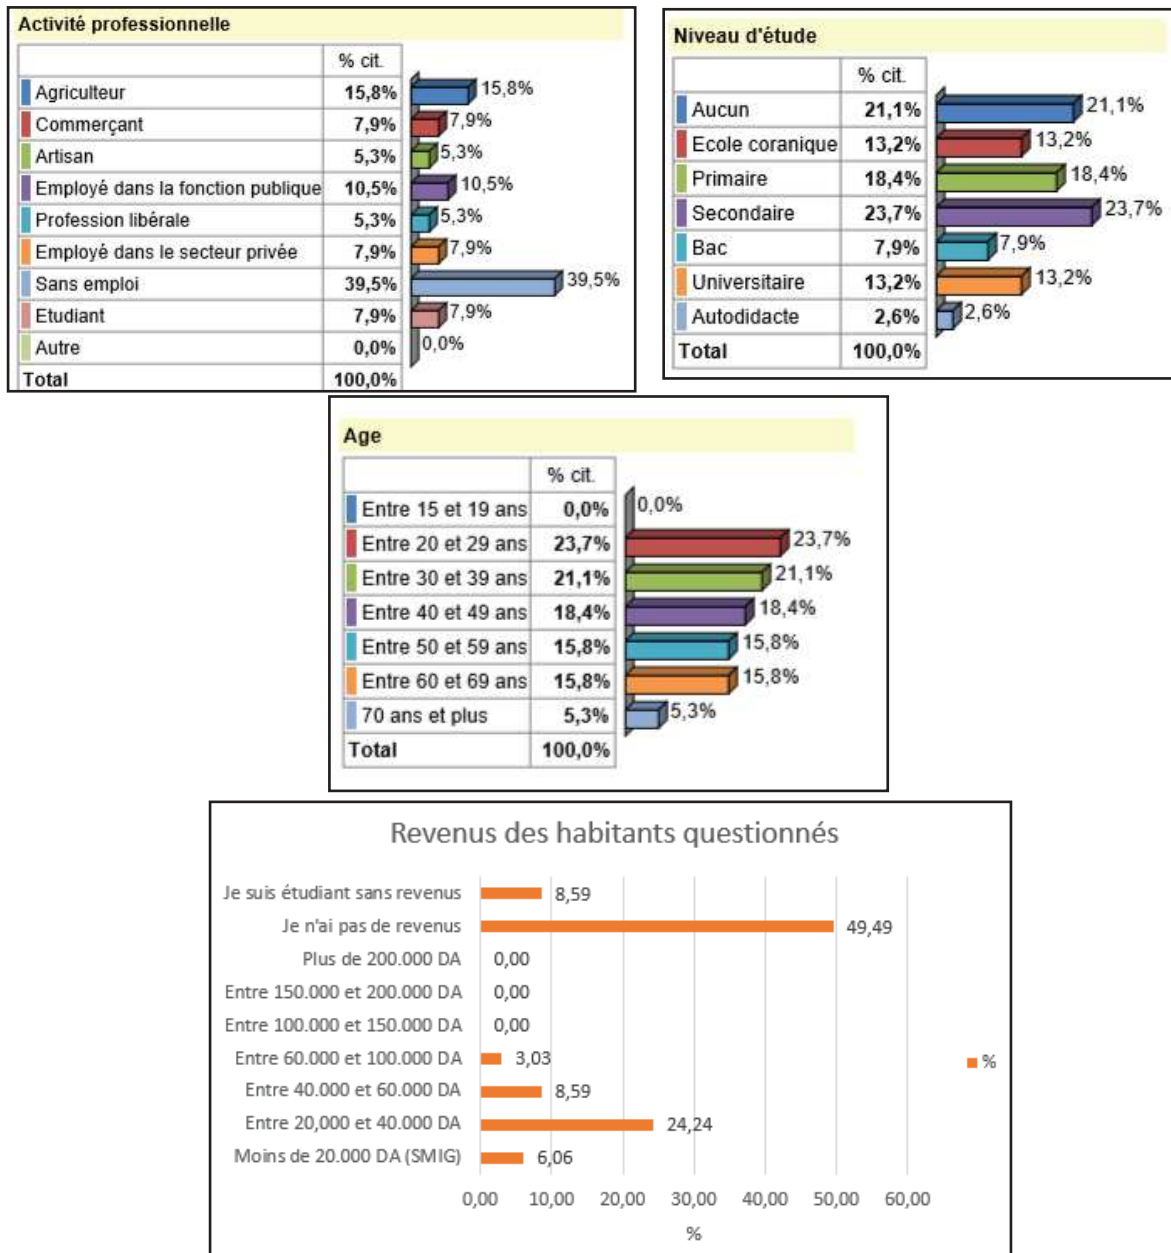 Activité professionnelle
% cit.
Agriculteur 15,8% 15,8%
Commerçant 7,9% 7,9%
Artisan 5,3% 5,3%
Employé dans la fonction publique 10,5% 10,5%
Profession libérale 5,3% 5,3%
Employé dans le secteur privée 7,9% 7,9%
Sans emploi 39,5% 39,5%
Etudiant 7,9% 7,9%
Autre 0,0% 0,0%
Total 100,0%
Niveau d'étude
% cit.
Aucun 21,1% 21,1%
Ecole coranique 13,2% 13,2%
Primaire 18,4% 18,4%
Secondaire 23,7% 23,7%
Bac 7,9% 7,9%
Universitaire 13,2% 13,2%
Autodidacte 2,6% 2,6%
Total 100,0%
Age
% cit.
Entre 15 et 19 ans 0,0% 0,0%
Entre 20 et 29 ans 23,7% 23,7%
Entre 30 et 39 ans 21,1% 21,1%
Entre 40 et 49 ans 18,4% 18,4%
Entre 50 et 59 ans 15,8% 15,8%
Entre 60 et 69 ans 15,8% 15,8%
70 ans et plus 5,3% 5,3%
Total 100,0%
Revenus des habitants questionnés
Je suis étudiant sans revenus 8,59
Je n'ai pas de revenus 49,49
Plus de 200.000 DA 0,00
Entre 150.000 et 200.000 DA 0,00
Entre 100.000 et 150.000 DA 0,00
Entre 60.000 et 100.000 DA 3,03
Entre 40.000 et 60.000 DA 8,59
Entre 20,000 et 40.000 DA 24,24
Moins de 20.000 DA (SMIG) 6,06
%
0,00 10,00 20,00 30,00 40,00 50,00 60,00
%